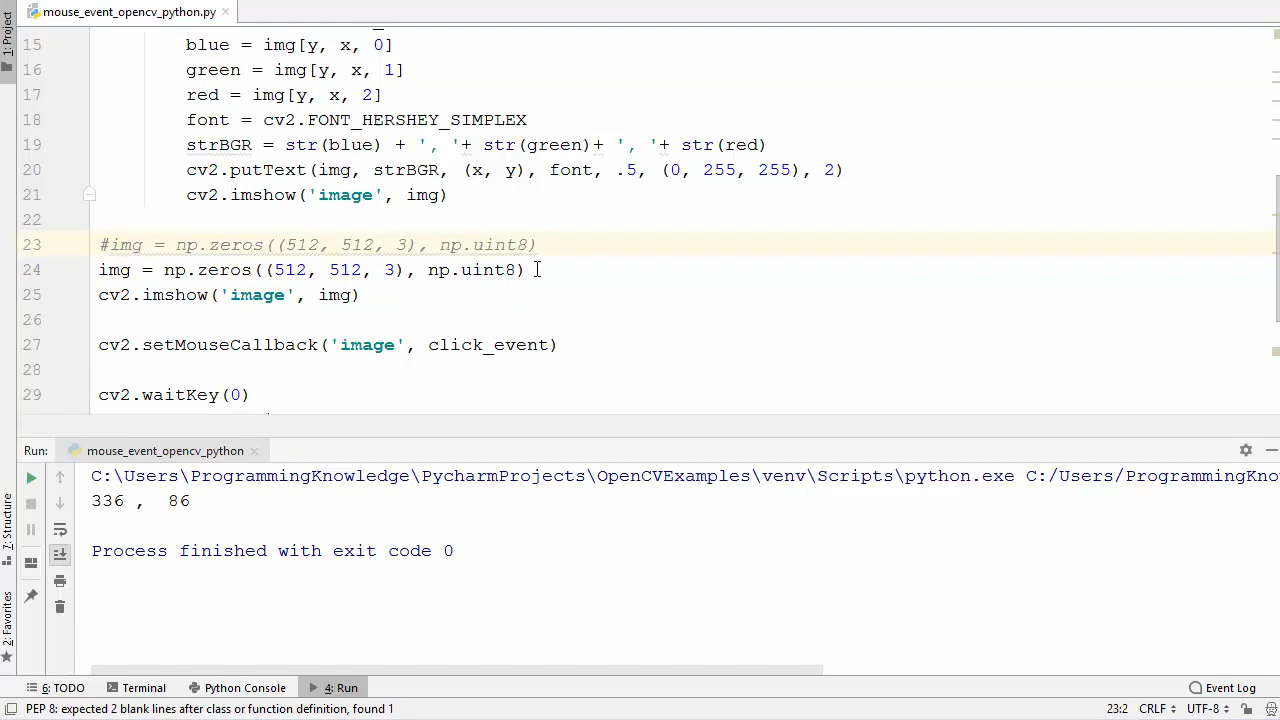 mouse_event_opencv_python.py
1: Project
15 blue = img[y, x, 0]
16 green = img[y, x, 1]
17 red = img[y, x, 2]
18 font = cv2.FONT_HERSHEY_SIMPLEX
19 strBGR = str(blue) + ', '+ str(green)+ ', '+ str(red)
20 cv2.putText(img, strBGR, (x, y), font, .5, (0, 255, 255), 2)
21 cv2.imshow('image', img)
22
23 #img = np.zeros((512, 512, 3), np.uint8)
24 img = np.zeros((512, 512, 3), np.uint8)
25 cv2.imshow('image', img)
26
27 cv2.setMouseCallback('image', click_event)
28
29 cv2.waitKey(0)
Run: mouse_event_opencv_python
C:\Users\ProgrammingKnowledge\PycharmProjects\OpenCVExamples\venv\Scripts\python.exe C:/Users/ProgrammingKno
336 , 86
Process finished with exit code 0
7: Structure
2: Favorites
6: TODO Terminal Python Console 4: Run Event Log
PEP 8: expected 2 blank lines after class or function definition, found 1 23:2 CRLF UTF-8